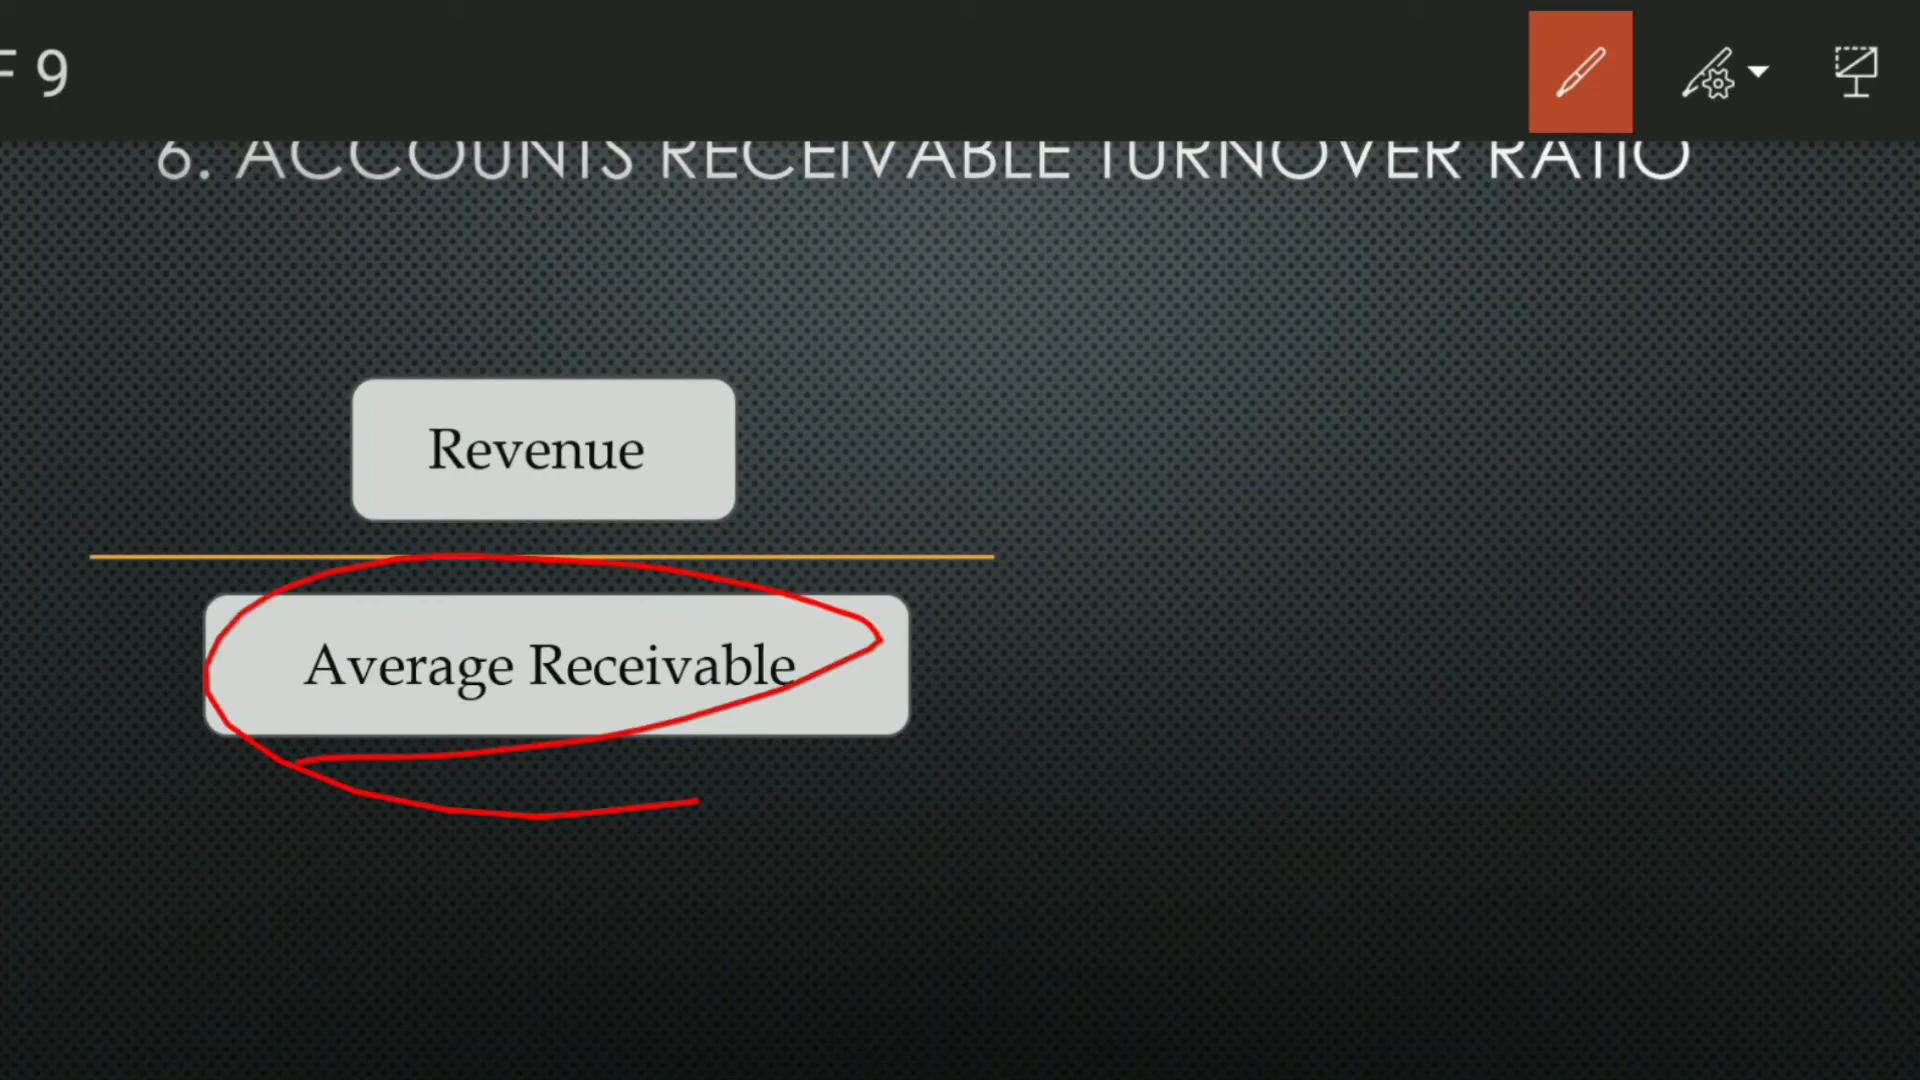 F 9
6. ACCOUNTS RECEIVABLE TURNOVER RATIO
Revenue
Average Receivable